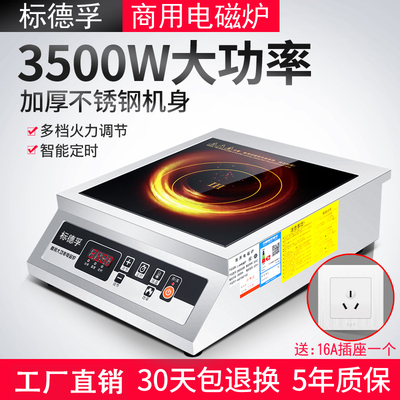 标德孚
商用电磁炉
3500W大功率
加厚不锈钢机身
多档火力调节
智能定时
标德孚
送:16A插座一个
工厂直销 30天包退换 5年质保